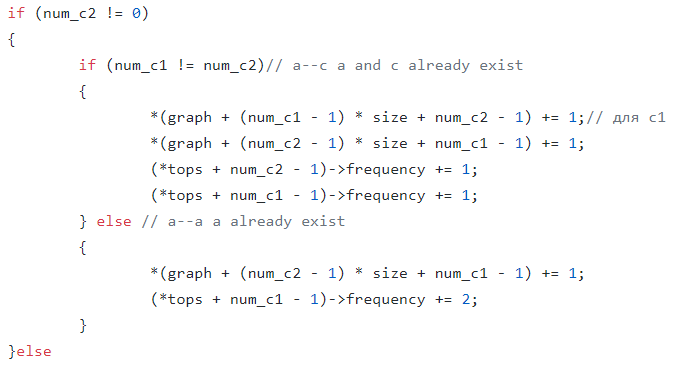 if (num_c2 != 0)
{
if (num_c1 != num_c2)// a--c a and c already exist
{
*(graph + (num_c1 - 1) * size + num_c2 - 1) += 1;// для c1
*(graph + (num_c2 - 1) * size + num_c1 - 1) += 1;
(*tops + num_c2 - 1)->frequency += 1;
(*tops + num_c1 - 1)->frequency += 1;
} else // a--a a already exist
{
*(graph + (num_c2 - 1) * size + num_c1 - 1) += 1;
(*tops + num_c1 - 1)->frequency += 2;
}
}else